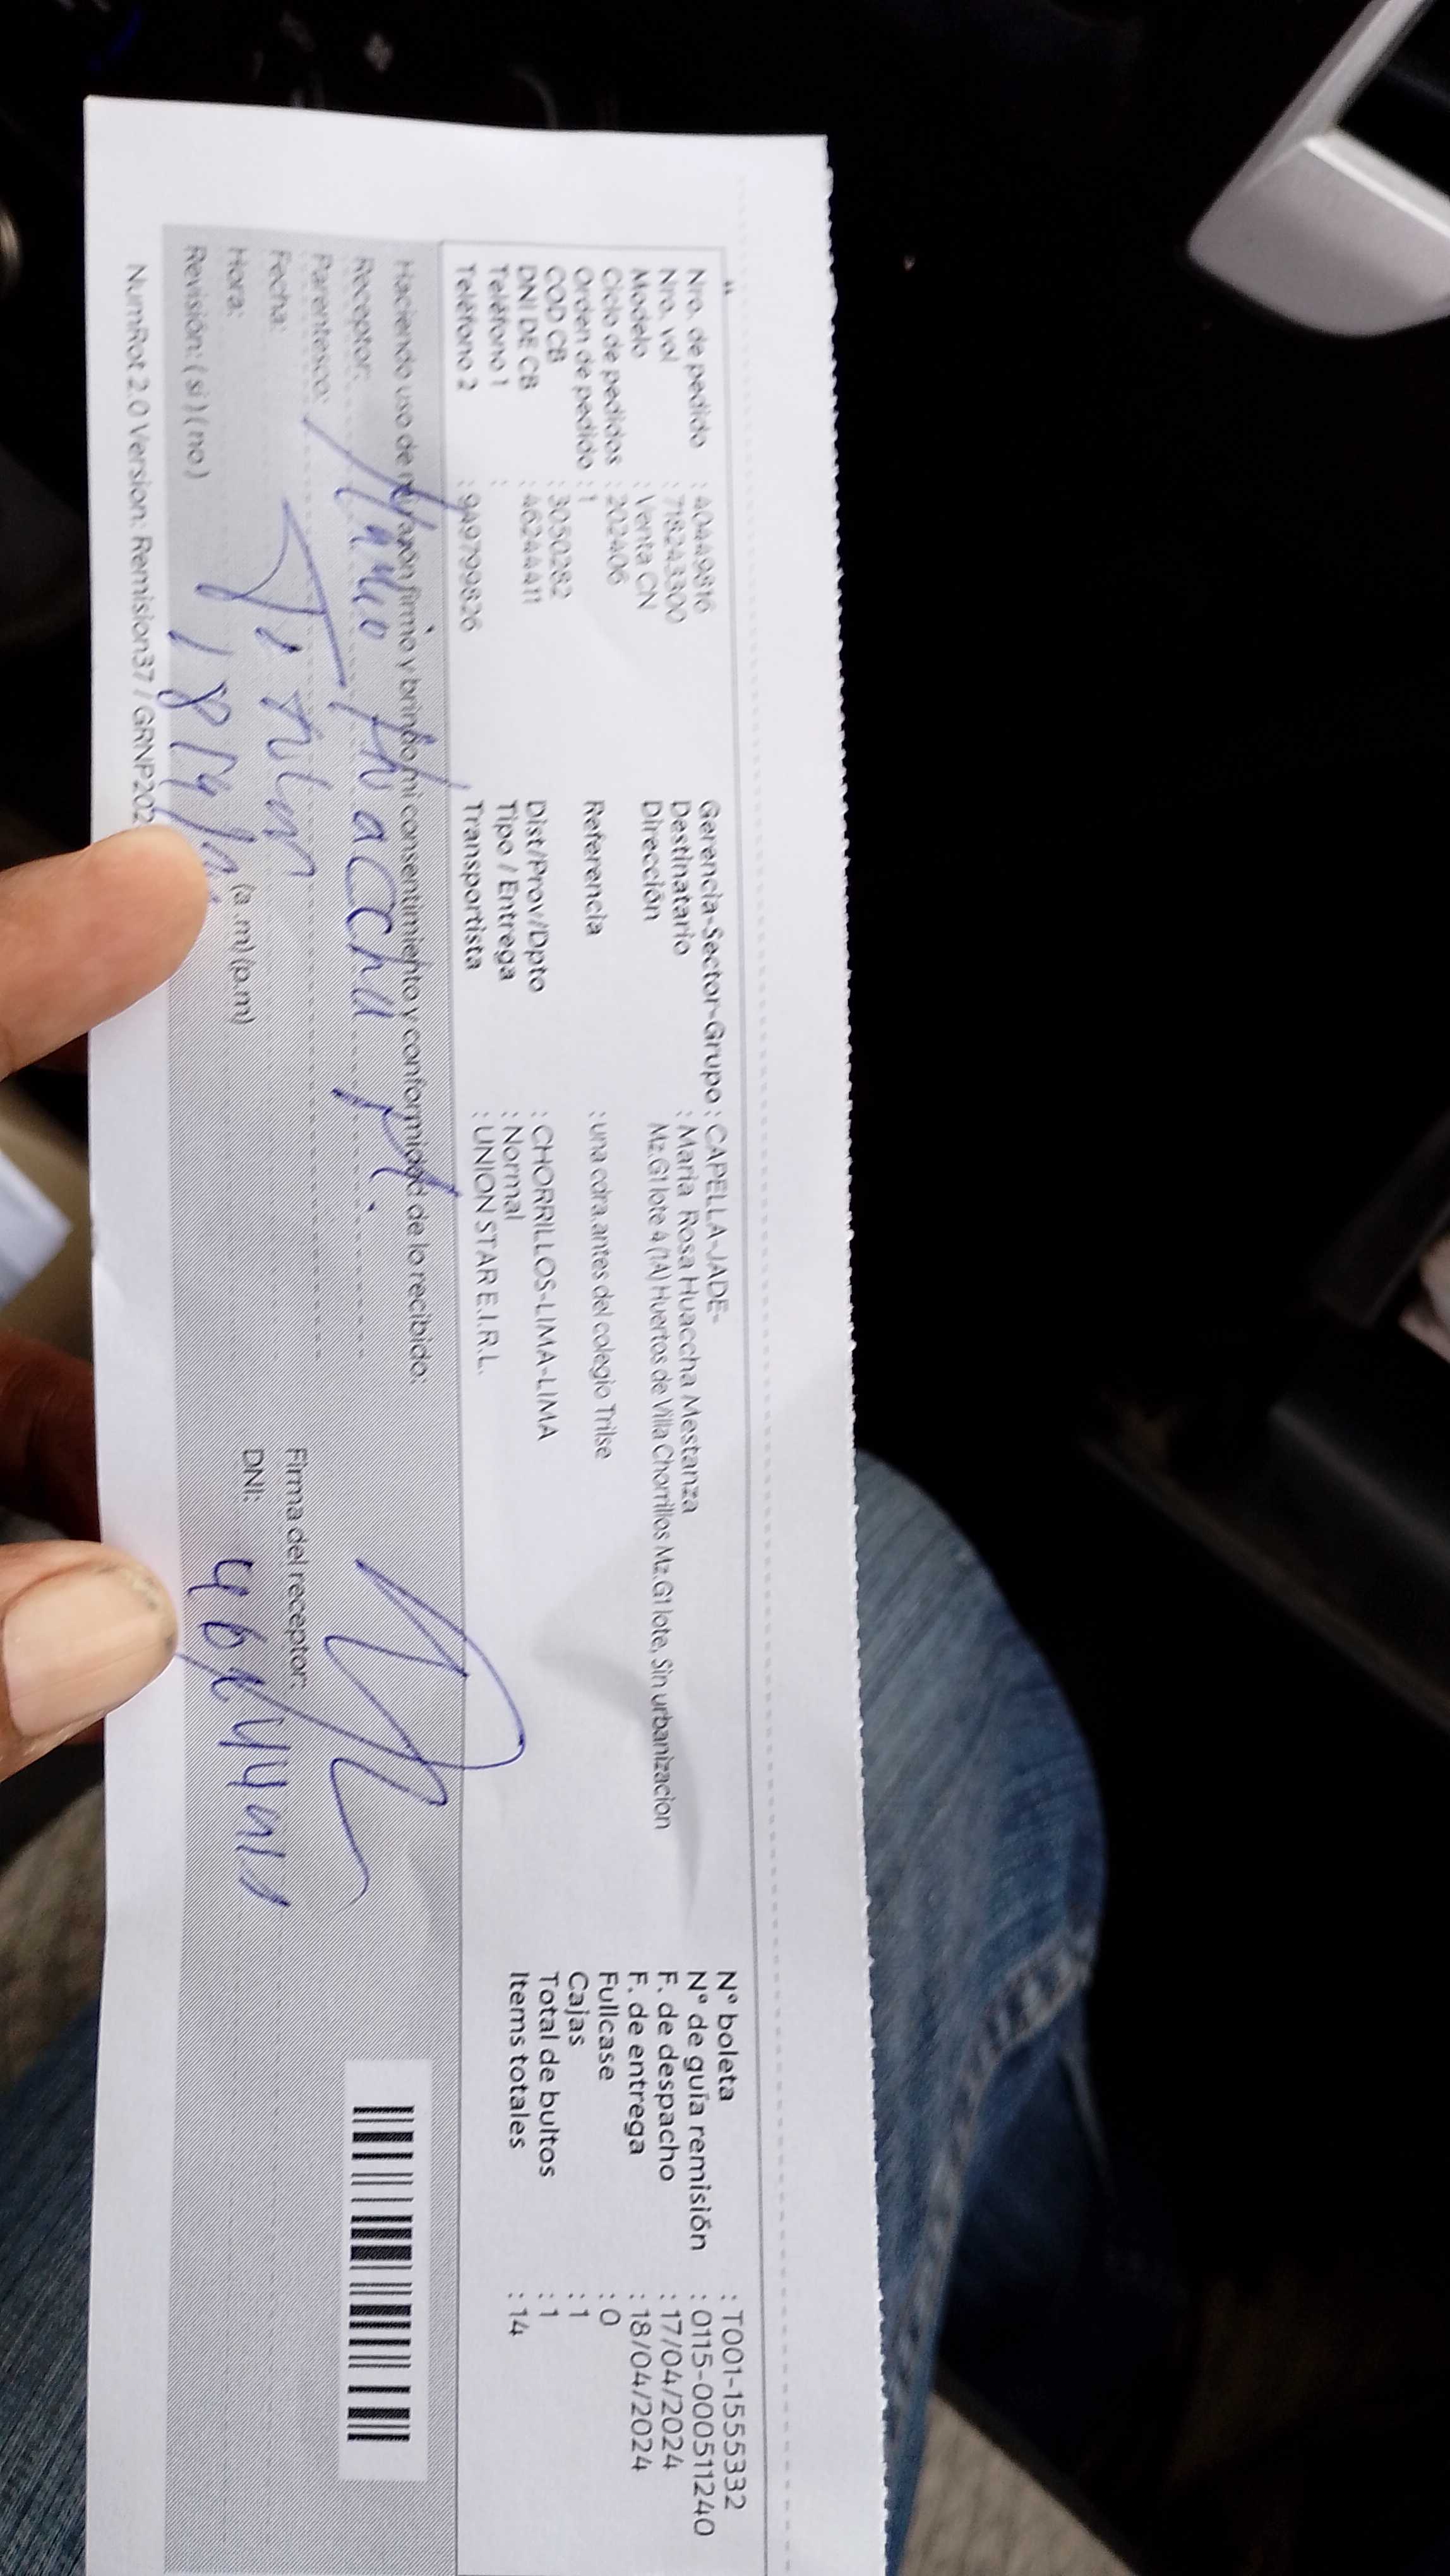 Nro. de pedido : 40449816
Nro. vol : 718243300
Modelo : Venta CN
Ciclo de pedidos : 202406
Orden de pedido : 1
COD CB : 3050282
DNI DE CB : 46244411
Teléfono 1 :
Teléfono 2 : 949799826
Gerencia-Sector-Grupo : CAPELLA-JADE-
Destinatario : Maria Rosa Huaccha Mestanza
Dirección Mz.G1 lote 4 (1A) Huertos de Villa Chorrillos Mz.G1 lote, Sin urbanizacion
Referencia : una cdra.antes del colegio Trilse
Dist/Prov/Dpto : CHORRILLOS-LIMA-LIMA
Tipo / Entrega : Normal
Transportista : UNION STAR E.I.R.L.
N° boleta : T001-1555332
N° de guía remisión : 0115-000511240
F. de despacho : 17/04/2024
F. de entrega : 18/04/2024
Fullcase : 0
Cajas : 1
Total de bultos : 1
Items totales : 14
Haciendo uso de mi razón firmo y brindo mi consentimiento y conformidad de lo recibido:
Receptor: Huaccha M.
Parentesco: Titular
Fecha: 18/4/
Hora: (a.m) (p.m)
Revisión: ( si ) ( no )
Firma del receptor:
DNI: 46244411
NumRot 2.0 Version: Remision37 / GRNP202